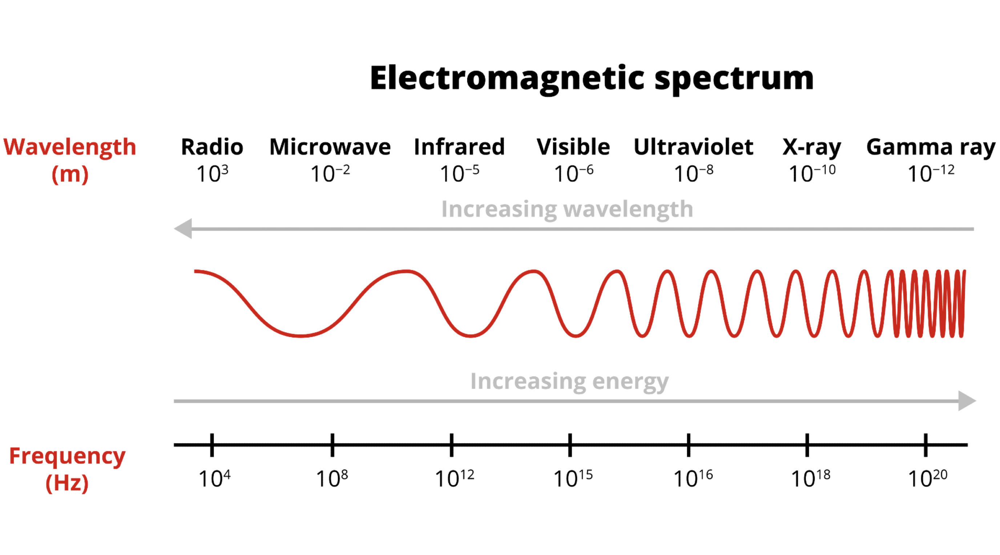 Electromagnetic spectrum
Wavelength (m)
Radio Microwave Infrared Visible Ultraviolet X-ray Gamma ray
10³ 10⁻² 10⁻⁵ 10⁻⁶ 10⁻⁸ 10⁻¹⁰ 10⁻¹²
Increasing wavelength
Increasing energy
Frequency (Hz)
10⁴ 10⁸ 10¹² 10¹⁵ 10¹⁶ 10¹⁸ 10²⁰